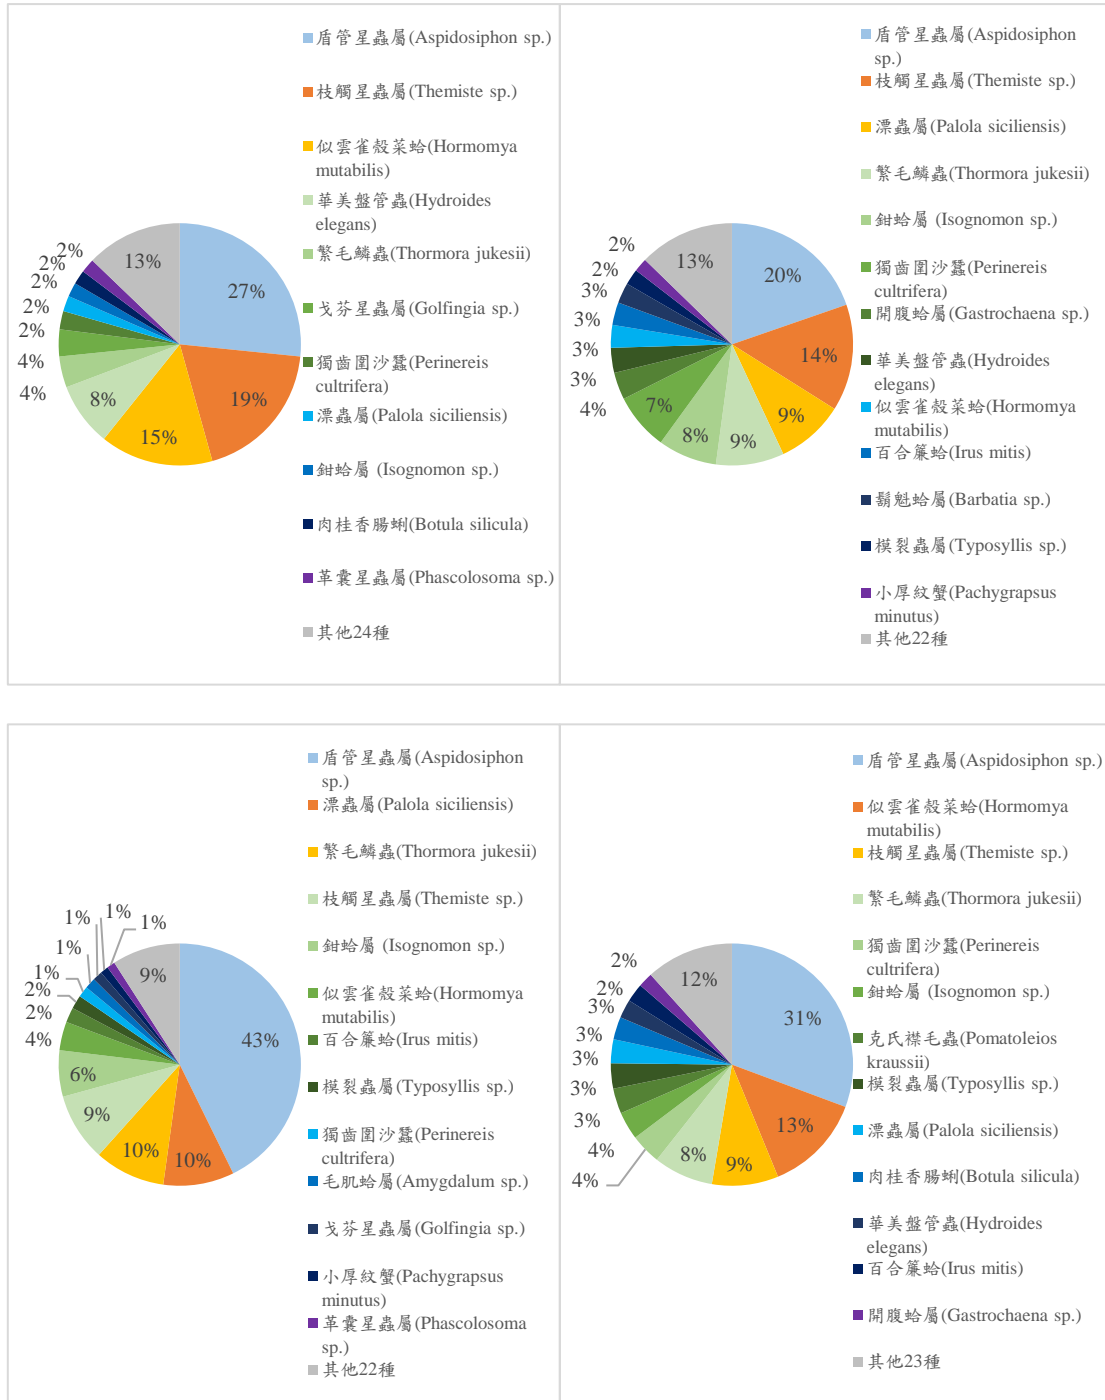 盾管星蟲屬(Aspidosiphon sp.)
枝觸星蟲屬(Themiste sp.)
似雲雀殼菜蛤(Hormomya
mutabilis)
華美盤管蟲(Hydroides
elegans)
繁毛鱗蟲(Thormora jukesii)
戈芬星蟲屬(Golfingia sp.)
獨齒圍沙蠶(Perinereis
cultrifera)
漂蟲屬(Palola siciliensis)
鉗蛤屬 (Isognomon sp.)
肉桂香腸蜊(Botula silicula)
革囊星蟲屬(Phascolosoma sp.)
其他24種
27%
19%
15%
8%
4%
4%
2%
2%
2%
2%
2%
13%
盾管星蟲屬(Aspidosiphon
sp.)
枝觸星蟲屬(Themiste sp.)
漂蟲屬(Palola siciliensis)
繁毛鱗蟲(Thormora jukesii)
鉗蛤屬 (Isognomon sp.)
獨齒圍沙蠶(Perinereis
cultrifera)
開腹蛤屬(Gastrochaena sp.)
華美盤管蟲(Hydroides
elegans)
似雲雀殼菜蛤(Hormomya
mutabilis)
百合簾蛤(Irus mitis)
鬍魁蛤屬(Barbatia sp.)
模裂蟲屬(Typosyllis sp.)
小厚紋蟹(Pachygrapsus
minutus)
其他22種
20%
14%
9%
9%
8%
7%
4%
3%
3%
3%
3%
2%
2%
13%
盾管星蟲屬(Aspidosiphon
sp.)
漂蟲屬(Palola siciliensis)
繁毛鱗蟲(Thormora jukesii)
枝觸星蟲屬(Themiste sp.)
鉗蛤屬 (Isognomon sp.)
似雲雀殼菜蛤(Hormomya
mutabilis)
百合簾蛤(Irus mitis)
模裂蟲屬(Typosyllis sp.)
獨齒圍沙蠶(Perinereis
cultrifera)
毛肌蛤屬(Amygdalum sp.)
戈芬星蟲屬(Golfingia sp.)
小厚紋蟹(Pachygrapsus
minutus)
革囊星蟲屬(Phascolosoma
sp.)
其他22種
43%
10%
10%
9%
6%
4%
2%
2%
1%
1%
1%
1%
1%
9%
盾管星蟲屬(Aspidosiphon sp.)
似雲雀殼菜蛤(Hormomya
mutabilis)
枝觸星蟲屬(Themiste sp.)
繁毛鱗蟲(Thormora jukesii)
獨齒圍沙蠶(Perinereis
cultrifera)
鉗蛤屬 (Isognomon sp.)
克氏襟毛蟲(Pomatoleios
kraussii)
模裂蟲屬(Typosyllis sp.)
漂蟲屬(Palola siciliensis)
肉桂香腸蜊(Botula silicula)
華美盤管蟲(Hydroides
elegans)
百合簾蛤(Irus mitis)
開腹蛤屬(Gastrochaena sp.)
其他23種
31%
13%
9%
8%
4%
4%
3%
3%
3%
3%
3%
2%
2%
12%